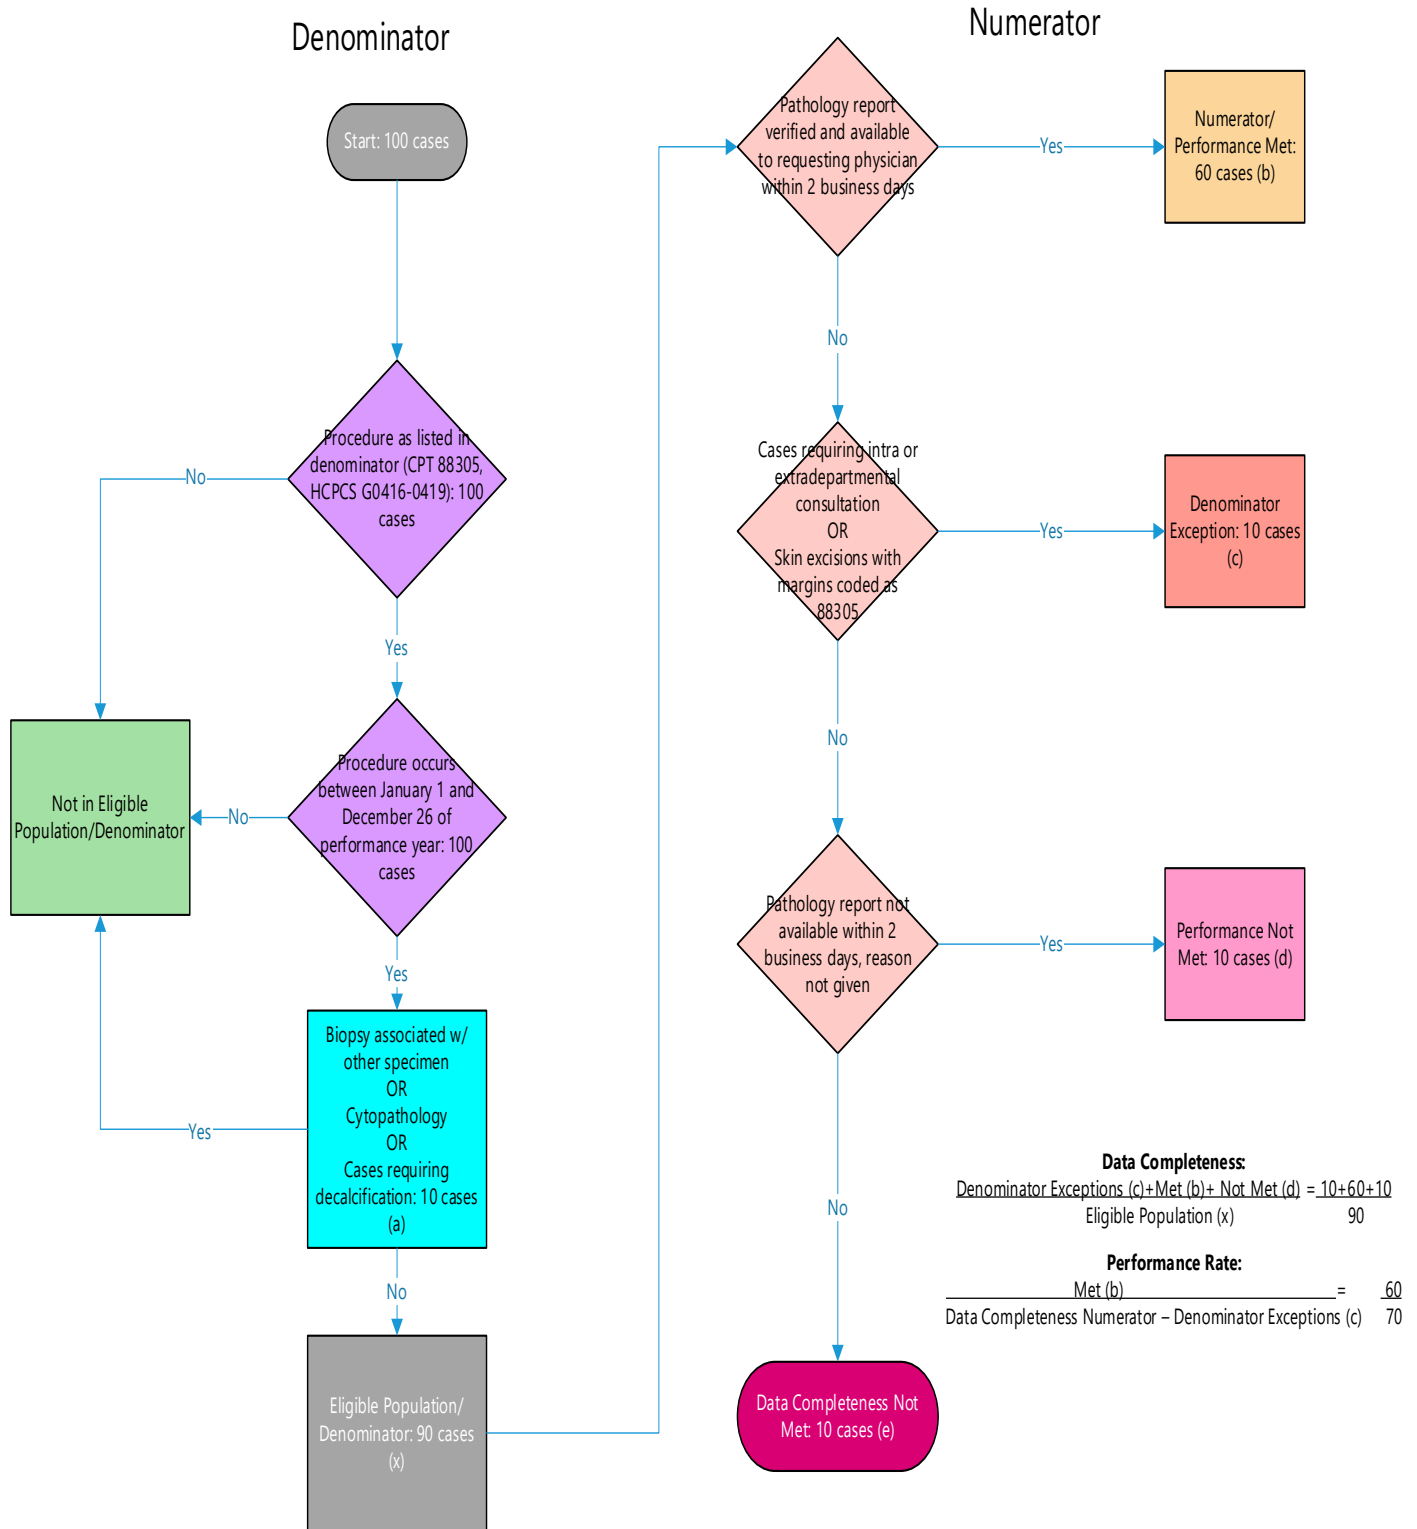 Denominator
Start: 100 cases
Procedure as listed in
denominator (CPT 88305,
HCPCS G0416-0419): 100
cases
No
Yes
Procedure occurs
between January 1 and
December 26 of
performance year: 100
cases
No
Not in Eligible
Population/Denominator
Yes
Biopsy associated w/
other specimen
OR
Cytopathology
OR
Cases requiring
decalcification: 10 cases
(a)
Yes
No
Eligible Population/
Denominator: 90 cases
(x)
Numerator
Pathology report
verified and available
to requesting physician
within 2 business days
Yes
Numerator/
Performance Met:
60 cases (b)
No
Cases requiring intra or
extradepartmental
consultation
OR
Skin excisions with
margins coded as
88305
Yes
Denominator
Exception: 10 cases
(c)
No
Pathology report not
available within 2
business days, reason
not given
Yes
Performance Not
Met: 10 cases (d)
No
Data Completeness Not
Met: 10 cases (e)
Data Completeness:
Denominator Exceptions (c)+Met (b)+ Not Met (d) = 10+60+10
Eligible Population (x) 90
Performance Rate:
Met (b) = 60
Data Completeness Numerator – Denominator Exceptions (c) 70